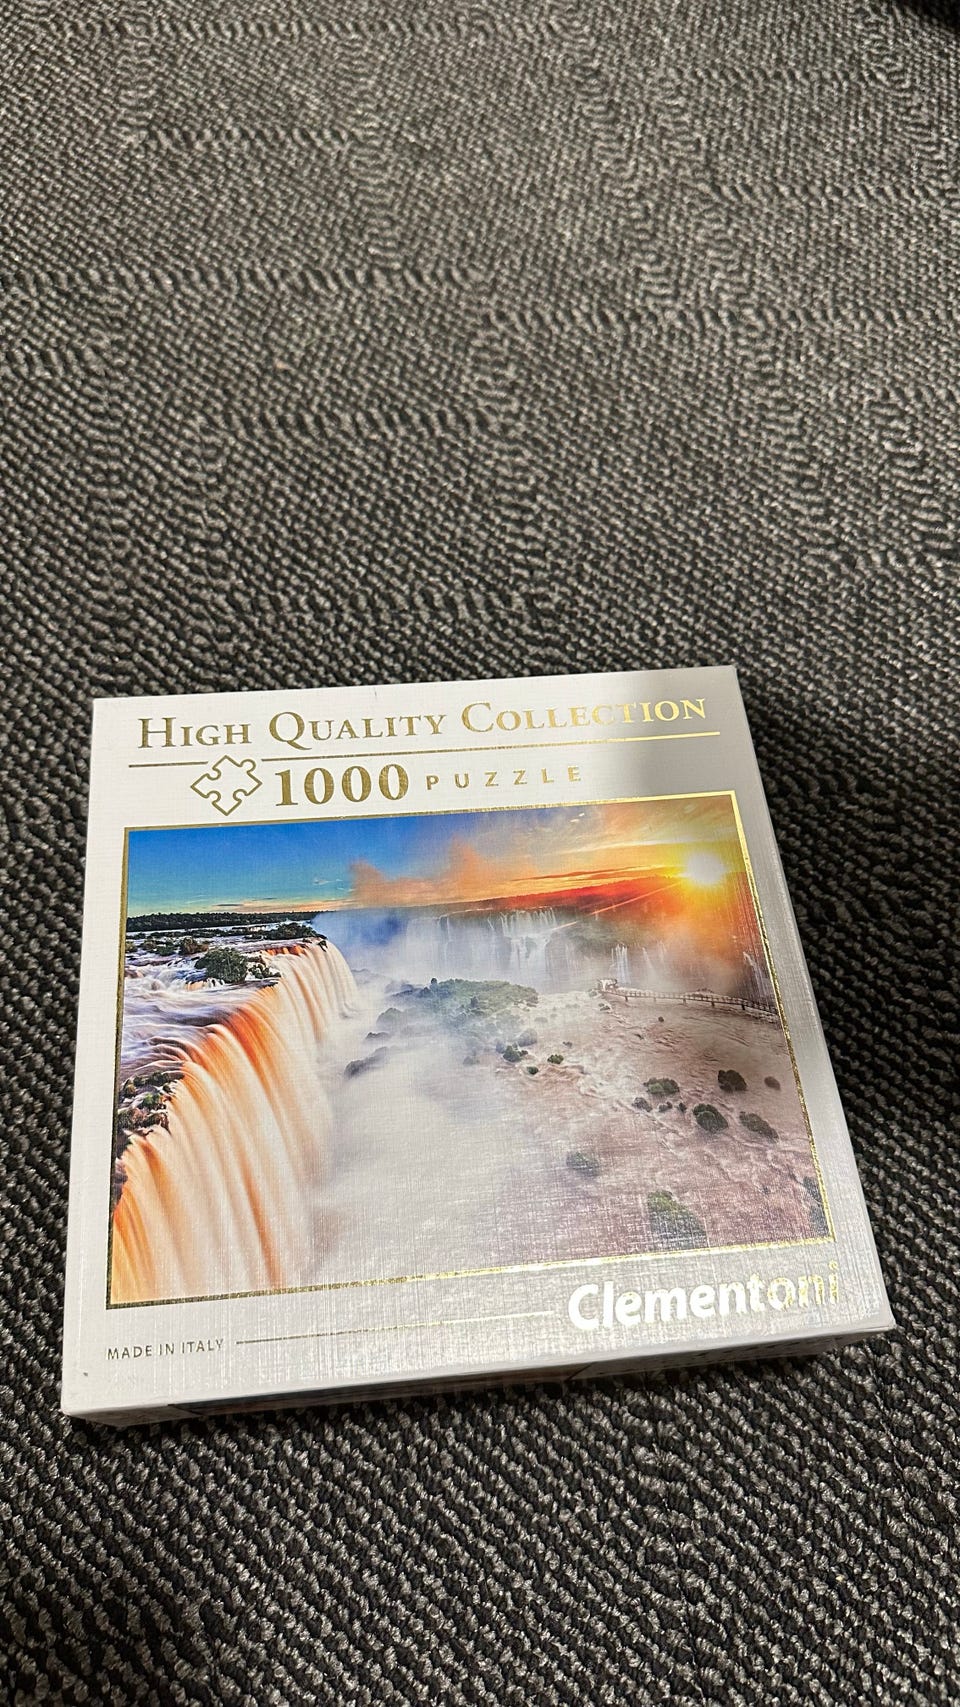 HIGH QUALITY COLLECTION
1000 PUZZLE
Clementoni
MADE IN ITALY